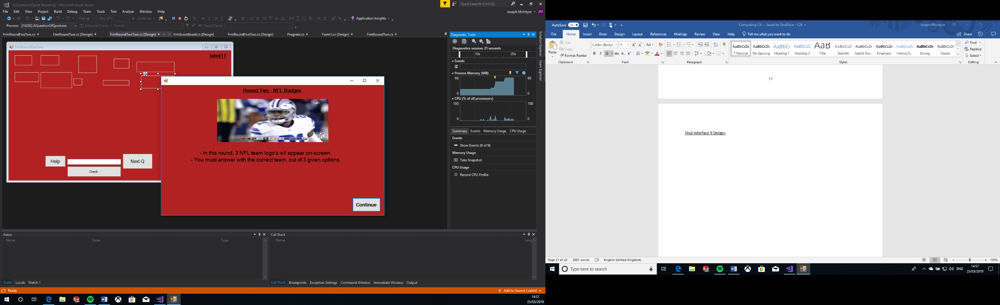 AQuestionOfSport (Running) - Microsoft Visual Studio
Quick Launch (Ctrl+Q)
File Edit View Project Build Debug Team Tools Test Analyze Window Help
Joseph McIntyre JM
Debug Any CPU Continue Application Insights
Process: [16292] AQuestionOfSport.exe Lifecycle Events Thread: Stack Frame:
FrmRoundFiveTwo.cs FrmRoundTwo.cs [Design] FrmRoundTwoTwo.cs [Design] FrmScoreBoard.cs [Design] FrmRoundFiveTwo.cs [Design] Program.cs Form1.cs [Design] FrmRoundTwo.cs
FrmRoundTwoTwo
label11
Help
Next Q
Check
Round Two - NFL Badges
NFL
- In this round, 3 NFL team logo's wil appear on-screen.
- You must answer with the correct team, out of 3 given options.
Continue
Diagnostic Tools
Diagnostics session: 21 seconds
10s 20s
Events
Process Memory (MB)
66 66
0 0
CPU (% of all processors)
100 100
0 0
Summary Events Memory Usage CPU Usage
Events
Show Events (0 of 0)
Memory Usage
Take Snapshot
CPU Usage
Record CPU Profile
Solution Explorer
Team Explorer
Autos
Name Value Type
Call Stack
Name Lang
Autos Locals Watch 1
Call Stack Breakpoints Exception Settings Command Window Immediate Window Output
Ready
Add to Source Control
14:57
23/03/2019
AutoSave On
Computing CA - Saved to OneDrive - C2k
Joseph McIntyre
File Home Insert Draw Design Layout References Mailings Review View Help Tell me what you want to do
Share
Paste
Cut
Copy
Format Painter
Clipboard
Calibri (Body) 11
Font
Paragraph
AaBbCcDc AaBbCcDc AaBbCc AaBbCcE AaB AaBbCcD AaBbCcDc AaBbCcDc AaBbCcDc AaBbCcDc AaBbCcDc
¶ Normal No Spacing Heading 1 Heading 2 Title Subtitle Subtle Em... Emphasis Intense E... Strong Quote
Styles
Find
Replace
Select
Editing
19
Final Interface 5 Design:
Page 21 of 23 3881 words English (United Kingdom)
100%
Type here to search
ENG
14:57
23/03/2019